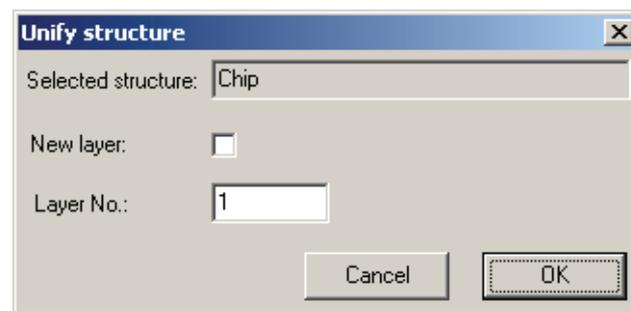 Unify structure
Selected structure: Chip
New layer:
Layer No.: 1
Cancel OK